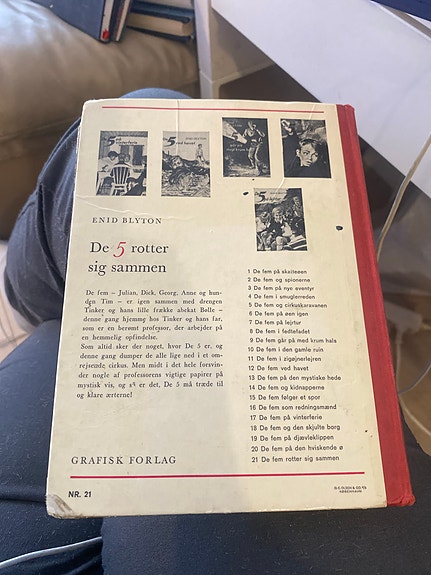 5
vinterferie
5
ved havet
ENID BLYTON
De 5 rotter
sig sammen
De fem – Julian, Dick, Georg, Anne og hun-
den Tim – er igen sammen med drengen
Tinker og hans lille frække abekat Bølle –
denne gang hjemme hos Tinker og hans far,
som er en berømt professor, der arbejder på
en hemmelig opfindelse.
Som altid sker der noget, hvor De 5 er, og
denne gang dumper de alle lige ned i et om-
rejsende cirkus. Men midt i det hele forsvin-
der nogle af professorens vigtige papirer på
mystisk vis, og så er det, De 5 må træde til
og klare ærterne!
1 De fem på skatteøen
2 De fem og spionerne
3 De fem på nye eventyr
4 De fem i smuglerreden
5 De fem og cirkuskaravanen
6 De fem på øen igen
7 De fem på lejrtur
8 De fem i fedtefadet
9 De fem går på med krum hals
10 De fem i den gamle ruin
11 De fem i zigøjnerlejren
12 De fem ved havet
13 De fem på den mystiske hede
14 De fem og kidnapperne
15 De fem følger et spor
16 De fem som redningsmænd
17 De fem på vinterferie
18 De fem og den skjulte borg
19 De fem på djævleklippen
20 De fem på den hviskende ø
21 De fem rotter sig sammen
GRAFISK FORLAG
NR. 21